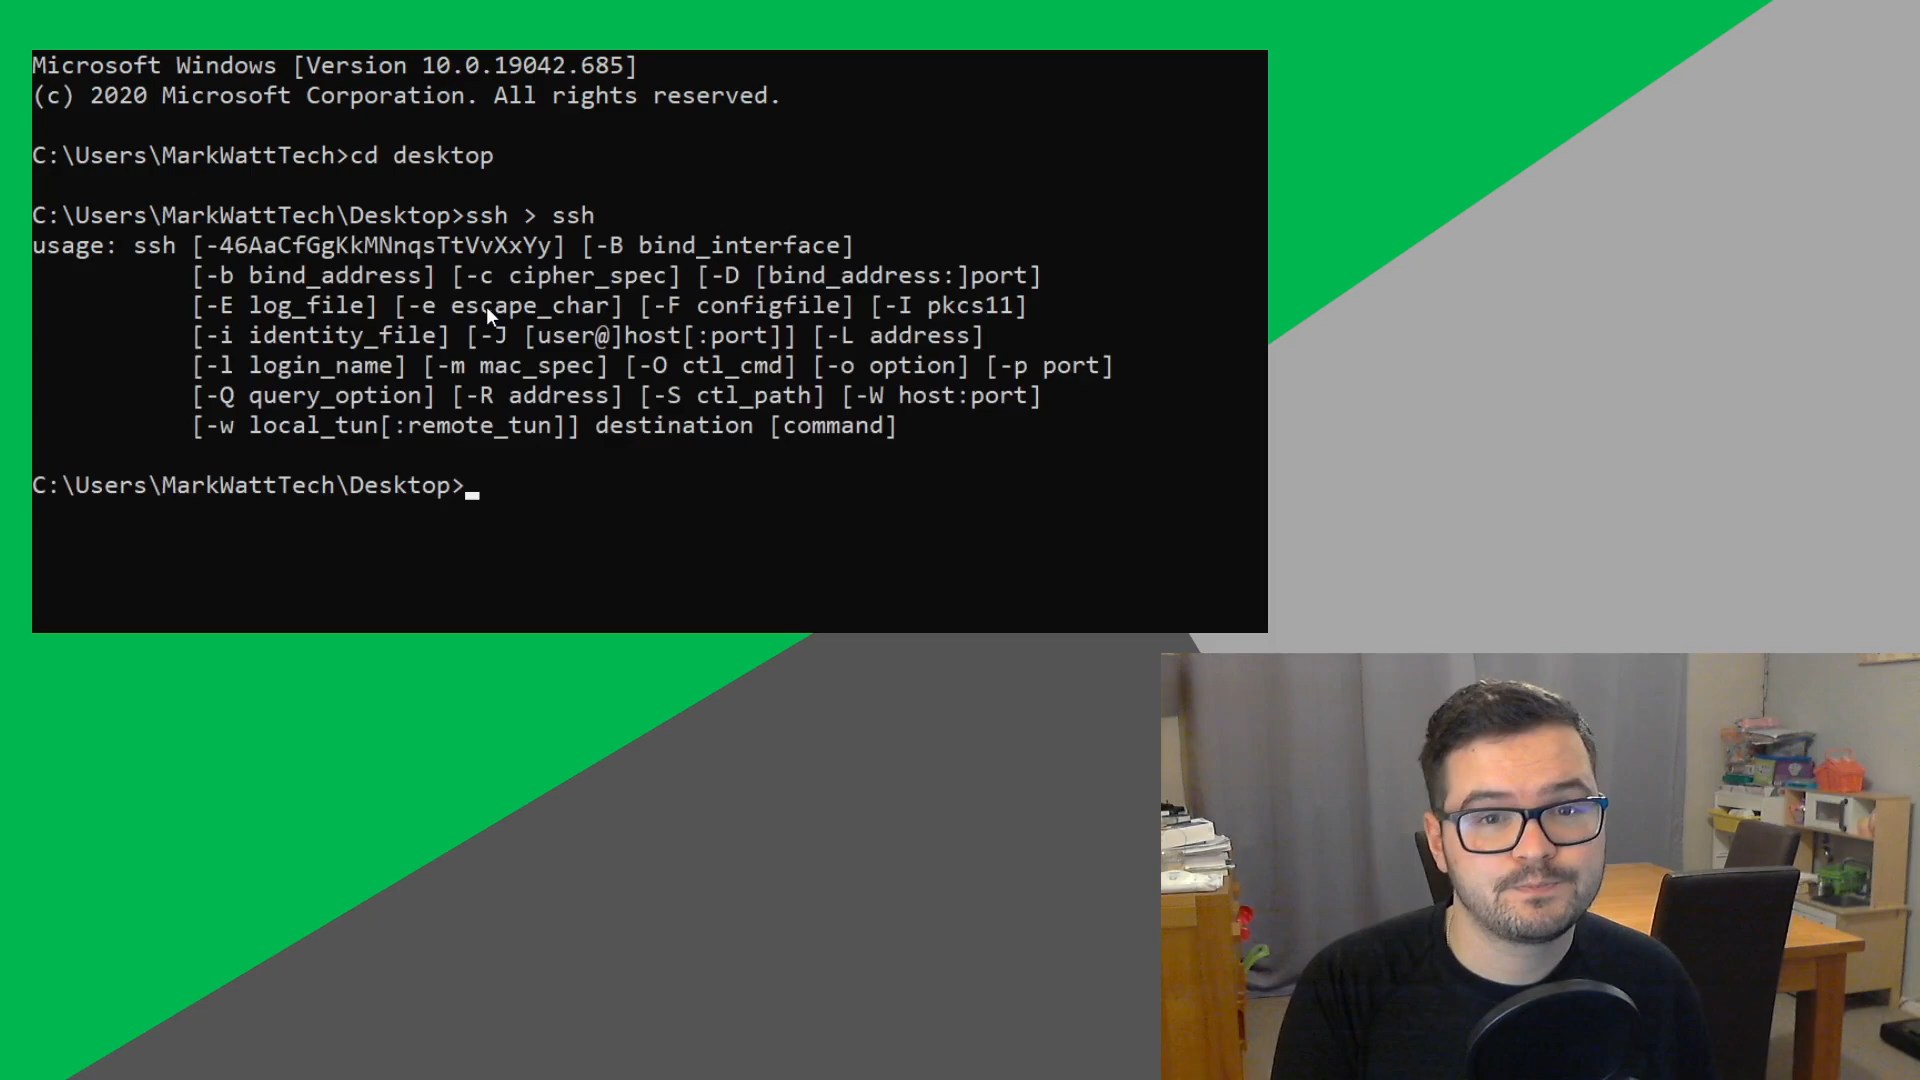 Microsoft Windows [Version 10.0.19042.685]
(c) 2020 Microsoft Corporation. All rights reserved.
C:\Users\MarkWattTech>cd desktop
C:\Users\MarkWattTech\Desktop>ssh > ssh
usage: ssh [-46AaCfGgKkMNnqsTtVvXxYy] [-B bind_interface]
[-b bind_address] [-c cipher_spec] [-D [bind_address:]port]
[-E log_file] [-e escape_char] [-F configfile] [-I pkcs11]
[-i identity_file] [-J [user@]host[:port]] [-L address]
[-l login_name] [-m mac_spec] [-O ctl_cmd] [-o option] [-p port]
[-Q query_option] [-R address] [-S ctl_path] [-W host:port]
[-w local_tun[:remote_tun]] destination [command]
C:\Users\MarkWattTech\Desktop>